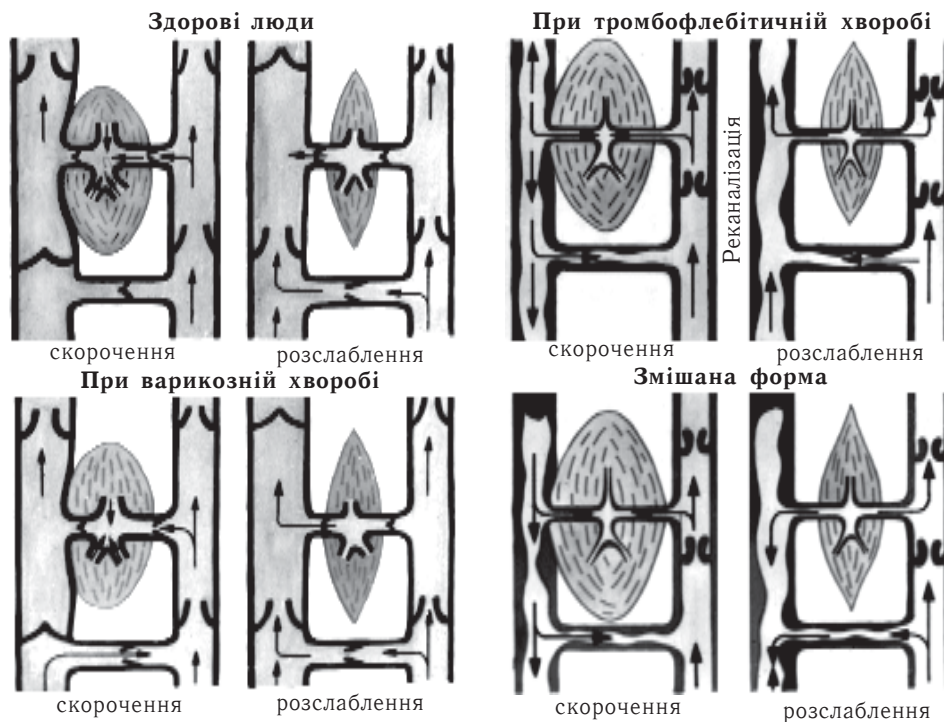 Здорові люди
При тромбофлебітичній хворобі
Реканалізація
скорочення
розслаблення
скорочення
розслаблення
При варикозній хворобі
Змішана форма
скорочення
розслаблення
скорочення
розслаблення